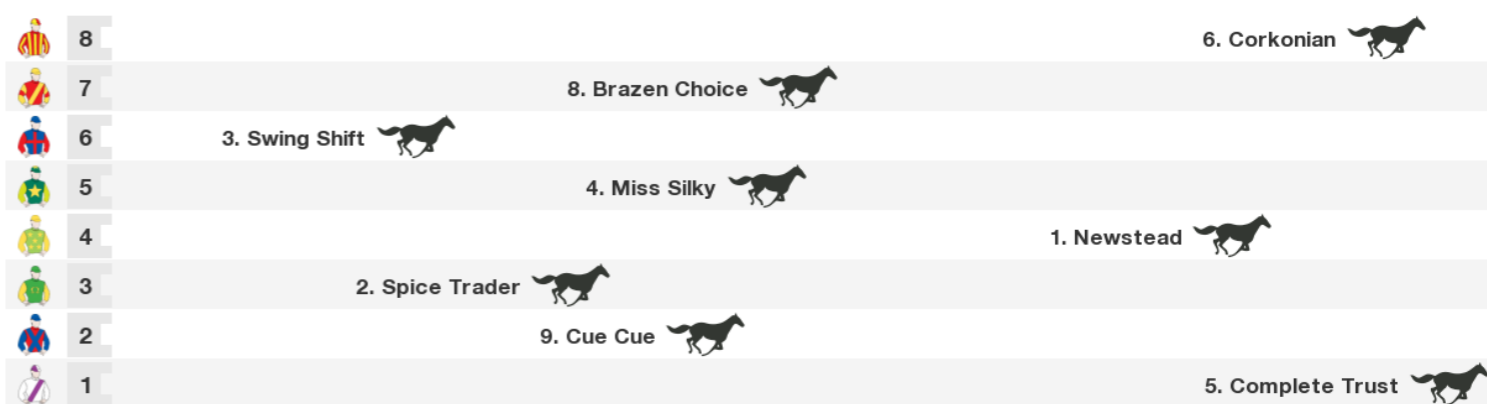 8 6. Corkonian
7 8. Brazen Choice
6 3. Swing Shift
5 4. Miss Silky
4 1. Newstead
3 2. Spice Trader
2 9. Cue Cue
1 5. Complete Trust